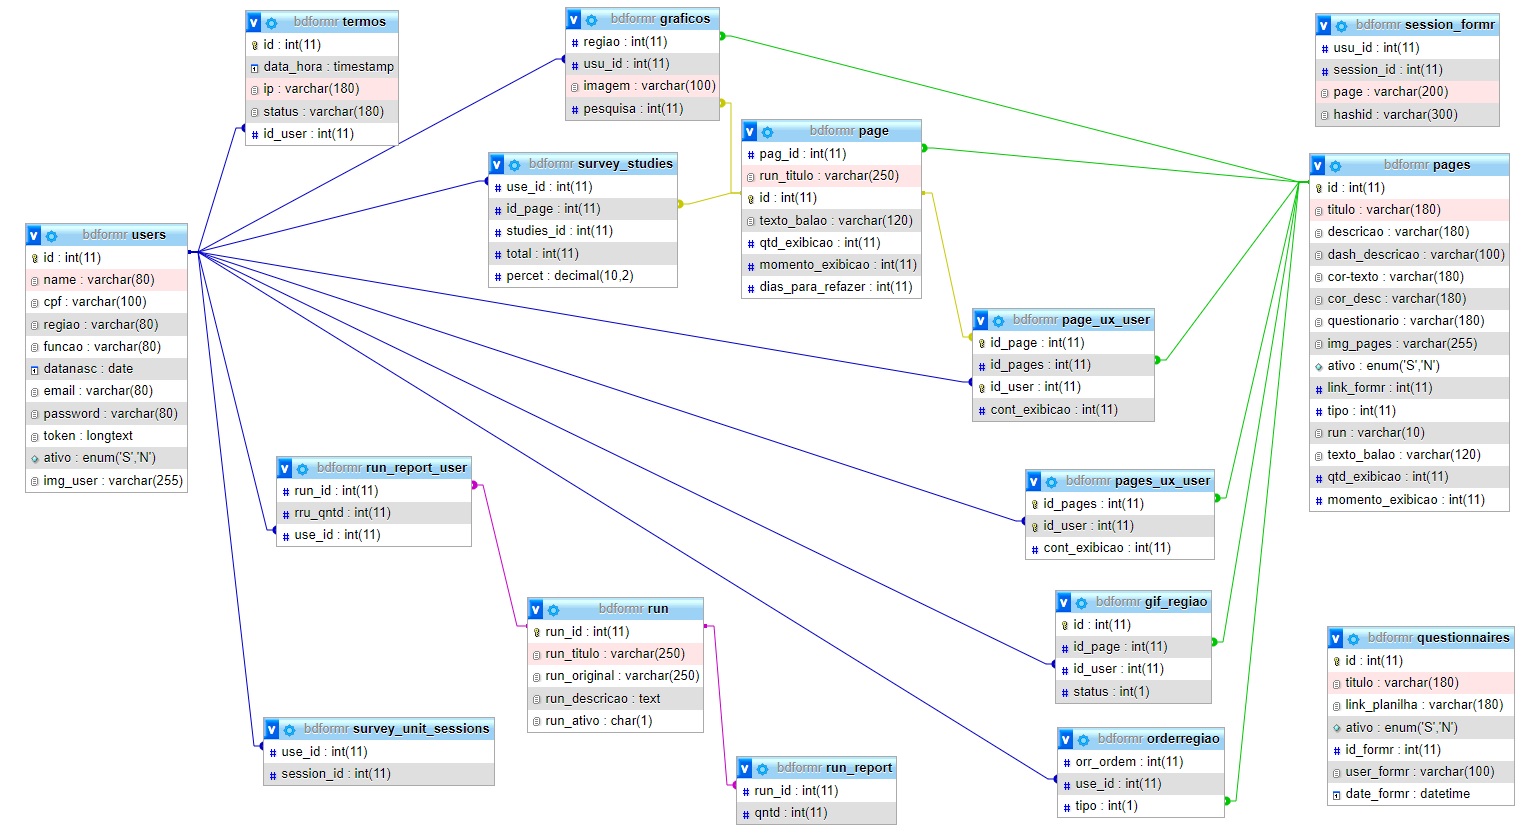 bdformr termos
id : int(11)
data_hora : timestamp
ip : varchar(180)
status : varchar(180)
id_user : int(11)
bdformr graficos
regiao : int(11)
usu_id : int(11)
imagem : varchar(100)
pesquisa : int(11)
bdformr session_formr
usu_id : int(11)
session_id : int(11)
page : varchar(200)
hashid : varchar(300)
bdformr page
pag_id : int(11)
run_titulo : varchar(250)
id : int(11)
texto_balao : varchar(120)
qtd_exibicao : int(11)
momento_exibicao : int(11)
dias_para_refazer : int(11)
bdformr survey_studies
use_id : int(11)
id_page : int(11)
studies_id : int(11)
total : int(11)
percet : decimal(10,2)
bdformr pages
id : int(11)
titulo : varchar(180)
descricao : varchar(180)
dash_descricao : varchar(100)
cor-texto : varchar(180)
cor_desc : varchar(180)
questionario : varchar(180)
img_pages : varchar(255)
ativo : enum('S','N')
link_formr : int(11)
tipo : int(11)
run : varchar(10)
texto_balao : varchar(120)
qtd_exibicao : int(11)
momento_exibicao : int(11)
bdformr users
id : int(11)
name : varchar(80)
cpf : varchar(100)
regiao : varchar(80)
funcao : varchar(80)
datanasc : date
email : varchar(80)
password : varchar(80)
token : longtext
ativo : enum('S','N')
img_user : varchar(255)
bdformr page_ux_user
id_page : int(11)
id_pages : int(11)
id_user : int(11)
cont_exibicao : int(11)
bdformr run_report_user
run_id : int(11)
rru_qntd : int(11)
use_id : int(11)
bdformr pages_ux_user
id_pages : int(11)
id_user : int(11)
cont_exibicao : int(11)
bdformr run
run_id : int(11)
run_titulo : varchar(250)
run_original : varchar(250)
run_descricao : text
run_ativo : char(1)
bdformr gif_regiao
id : int(11)
id_page : int(11)
id_user : int(11)
status : int(1)
bdformr questionnaires
id : int(11)
titulo : varchar(180)
link_planilha : varchar(180)
ativo : enum('S','N')
id_formr : int(11)
user_formr : varchar(100)
date_formr : datetime
bdformr survey_unit_sessions
use_id : int(11)
session_id : int(11)
bdformr orderregiao
orr_ordem : int(11)
use_id : int(11)
tipo : int(1)
bdformr run_report
run_id : int(11)
qntd : int(11)